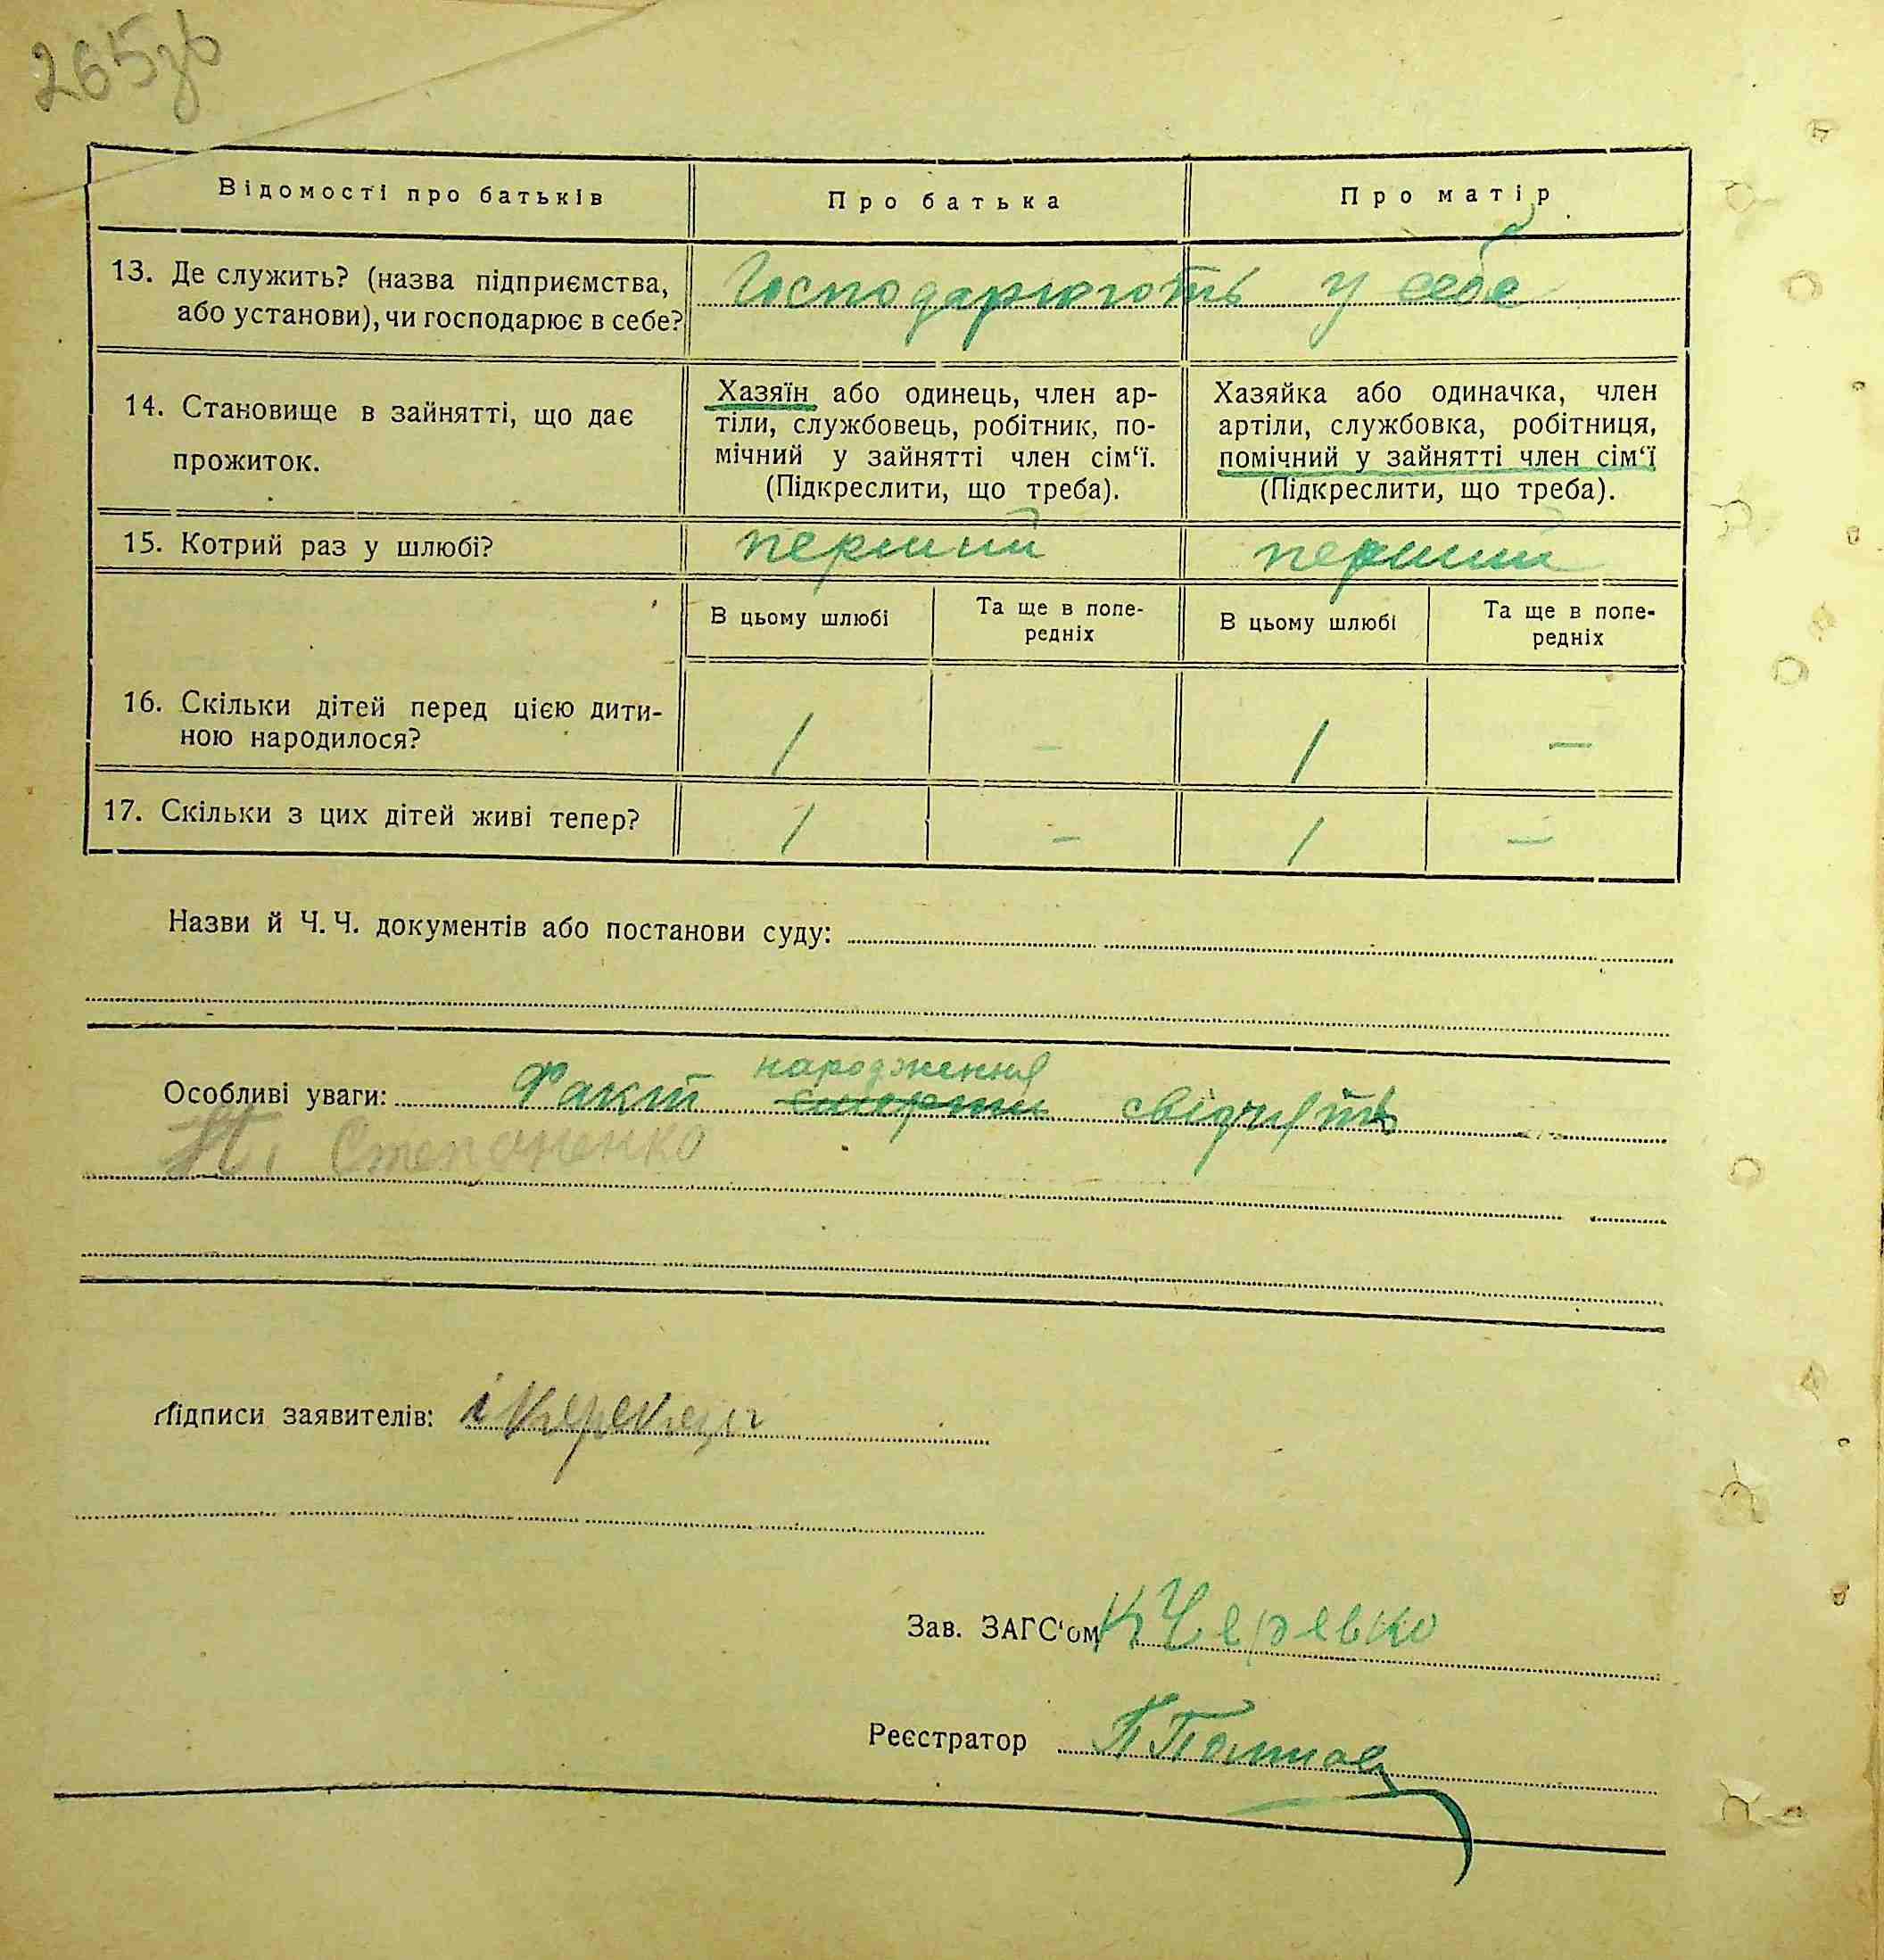 265зв
Відомості про батьків
Про батька
Про матір
13. Де служить? (назва підприємства,
або установи), чи господарює в себе?
Господарюють у себе
14. Становище в зайнятті, що дає
прожиток.
Хазяїн або одинець, член ар-
тіли, службовець, робітник, по-
мічний у зайнятті член сім‘ї.
(Підкреслити, що треба).
Хазяйка або одиначка, член
артіли, службовка, робітниця,
помічний у зайнятті член сім‘ї
(Підкреслити, що треба).
15. Котрий раз у шлюбі?
перший
перший
В цьому шлюбі
Та ще в попе-
редніх
В цьому шлюбі
Та ще в попе-
редніх
16. Скільки дітей перед цією дити-
ною народилося?
1
—
1
—
17. Скільки з цих дітей живі тепер?
1
—
1
—
Назви й Ч. Ч. документів або постанови суду:
народження
Особливі уваги: Факт смерти свідчуть
Степоненко
Підписи заявителів:
Зав. ЗАГС'ом КЧеревко
Реєстратор